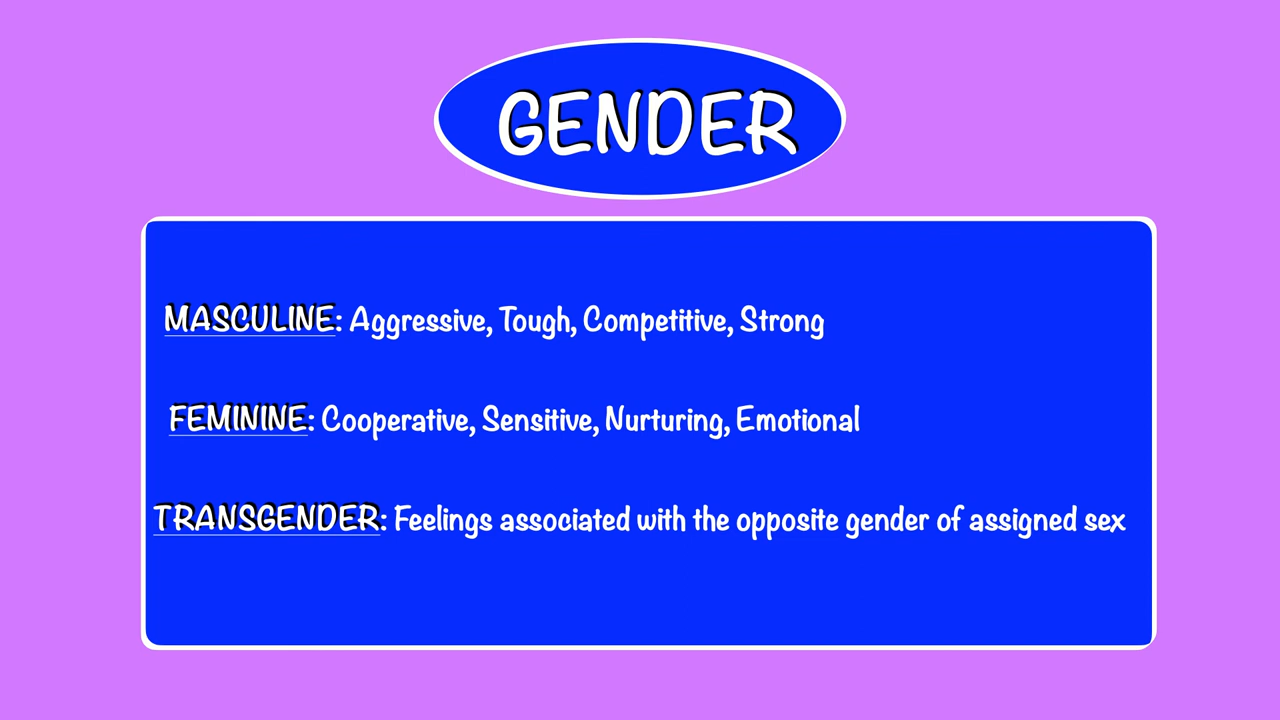 GENDER
MASCULINE: Aggressive, Tough, Competitive, Strong
FEMININE: Cooperative, Sensitive, Nurturing, Emotional
TRANSGENDER: Feelings associated with the opposite gender of assigned sex